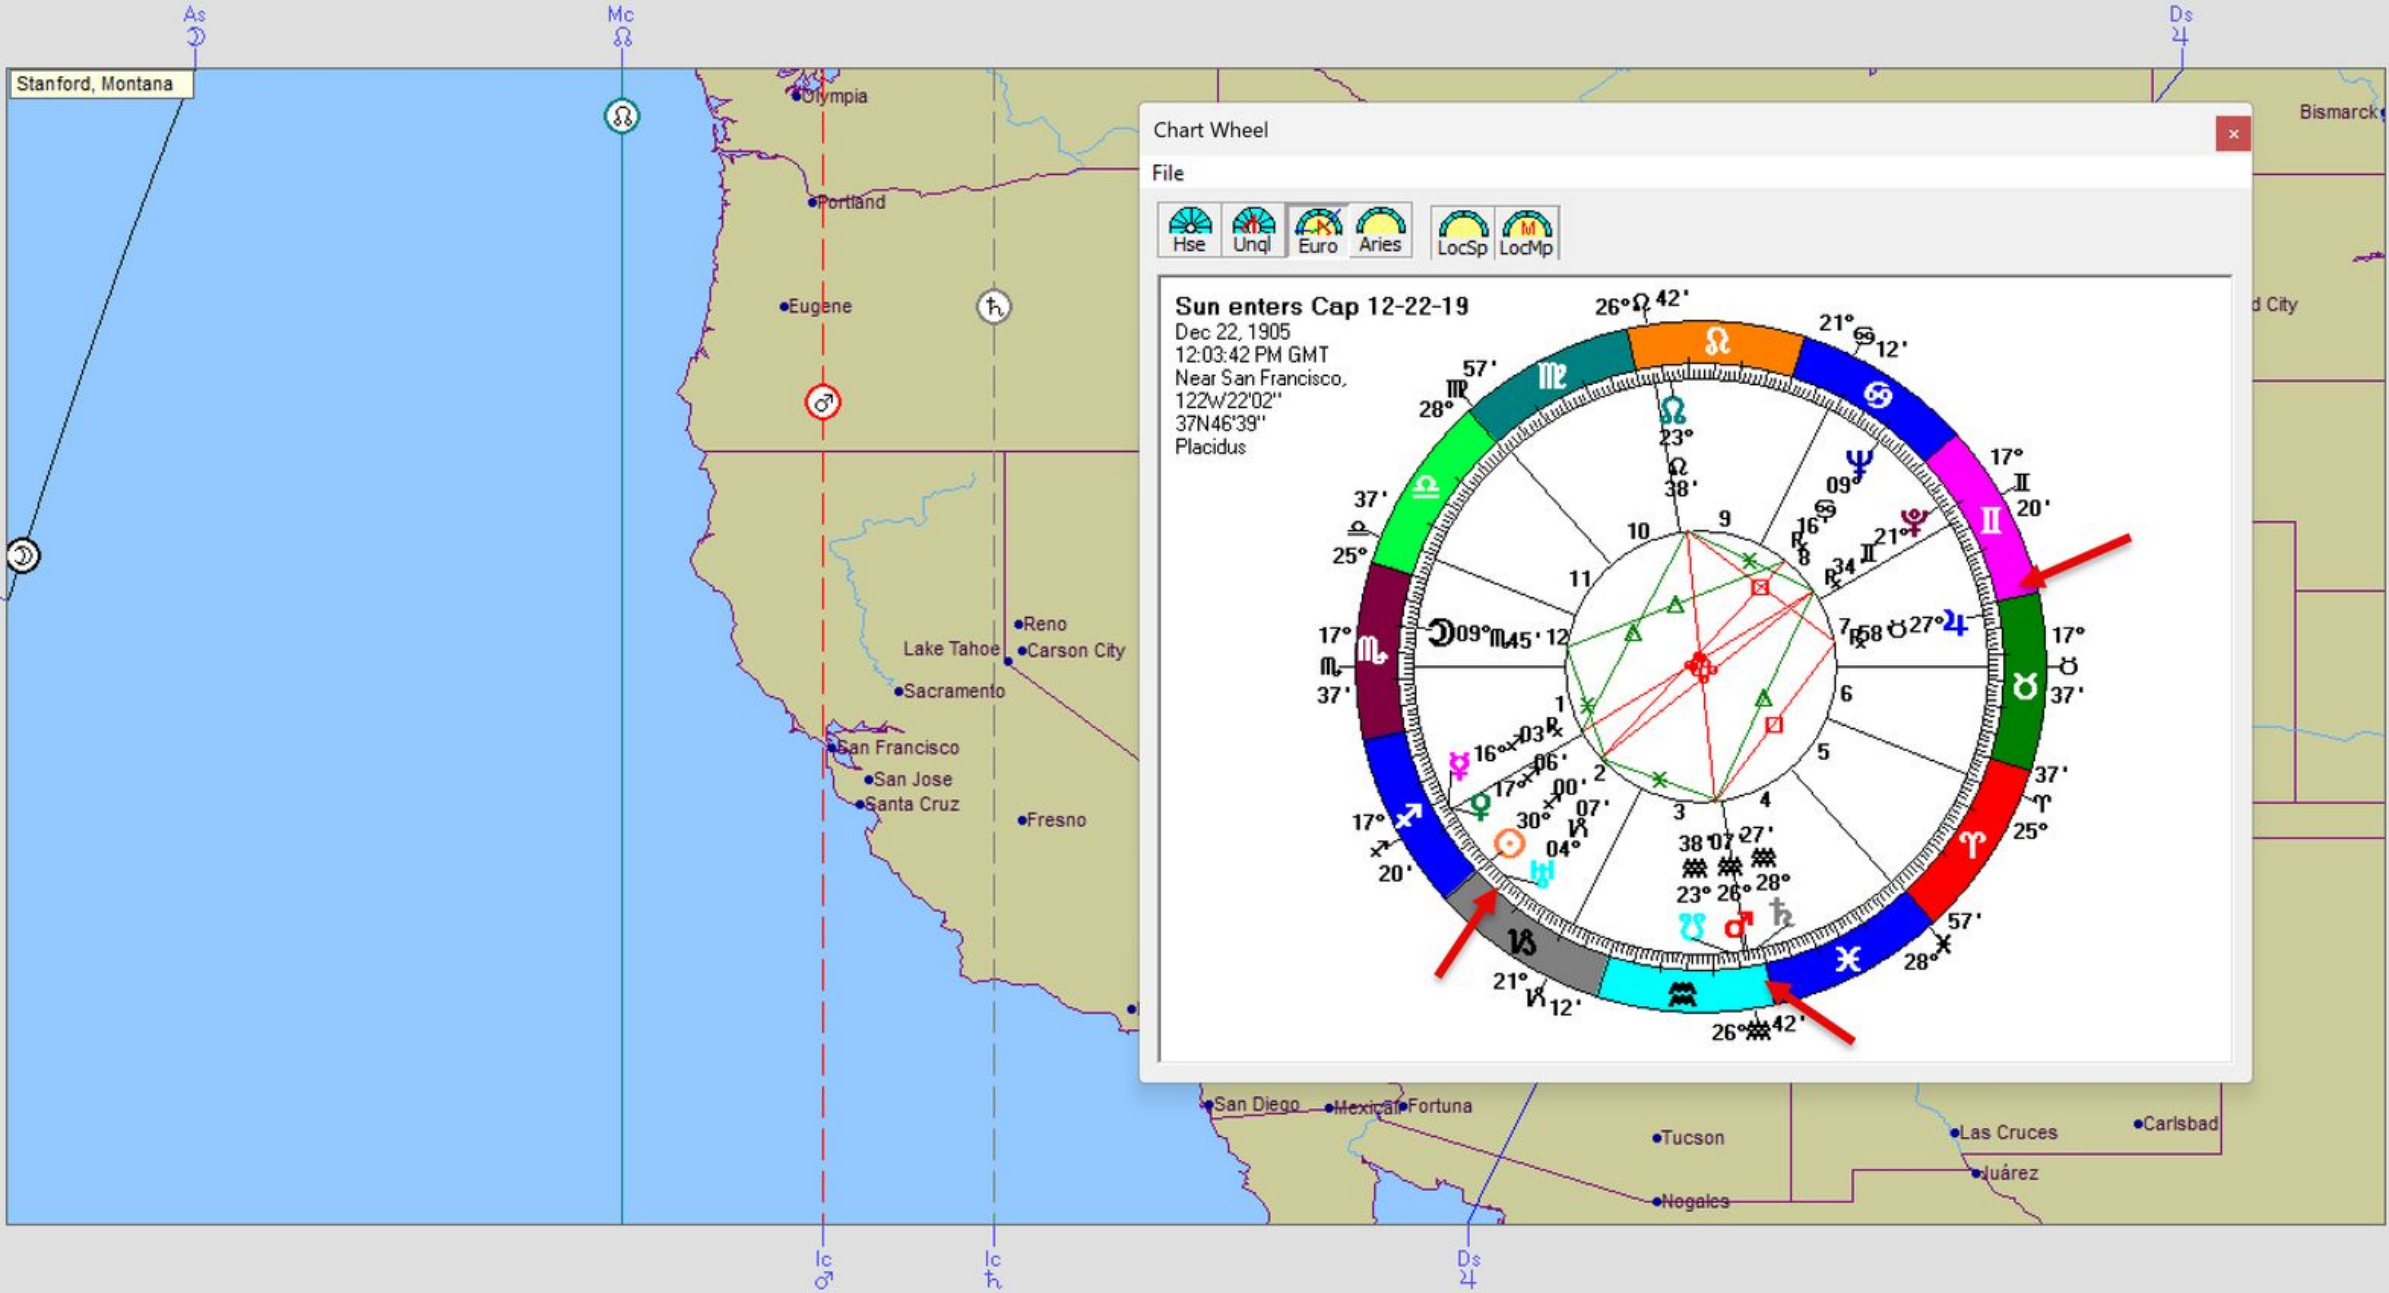 As
Mc
Ds
Stanford, Montana
Olympia
Bismarck
Portland
Eugene
d City
Reno
Lake Tahoe
Carson City
Sacramento
San Francisco
San Jose
Santa Cruz
Fresno
Chart Wheel
File
Hse
Unql
Euro
Aries
LocSp
LocMp
Sun enters Cap 12-22-19
Dec 22, 1905
12:03:42 PM GMT
Near San Francisco,
122W22'02"
37N46'39"
Placidus
26° ♌ 42'
21° ♋ 12'
57' ♍ 28°
17° ♊ 20'
37' ♎ 25°
17° ♏ 37'
17° ♉ 37'
17° ♐ 20'
37' ♈ 25°
21° ♑ 12'
57' ♓ 28°
26° ♒ 42'
☊ 23° ♌ 38'
♆ 09° ♋ 16' ℞
♇ 21° ♊ 34' ℞
♃ 27° ♉ 58 ℞
☽ 09° ♏ 45'
☿ 16° ♐ 03' ℞
♀ 17° ♐ 06'
☉ 30° ♐ 00'
♅ 04° ♑ 07'
☋ 23° ♒ 38'
♂ 26° ♒ 07'
♄ 28° ♒ 27'
1
2
3
4
5
6
7
8
9
10
11
12
San Diego
Mexicali
Fortuna
Tucson
Nogales
Las Cruces
Carlsbad
Juárez
Ic
Ic
Ds